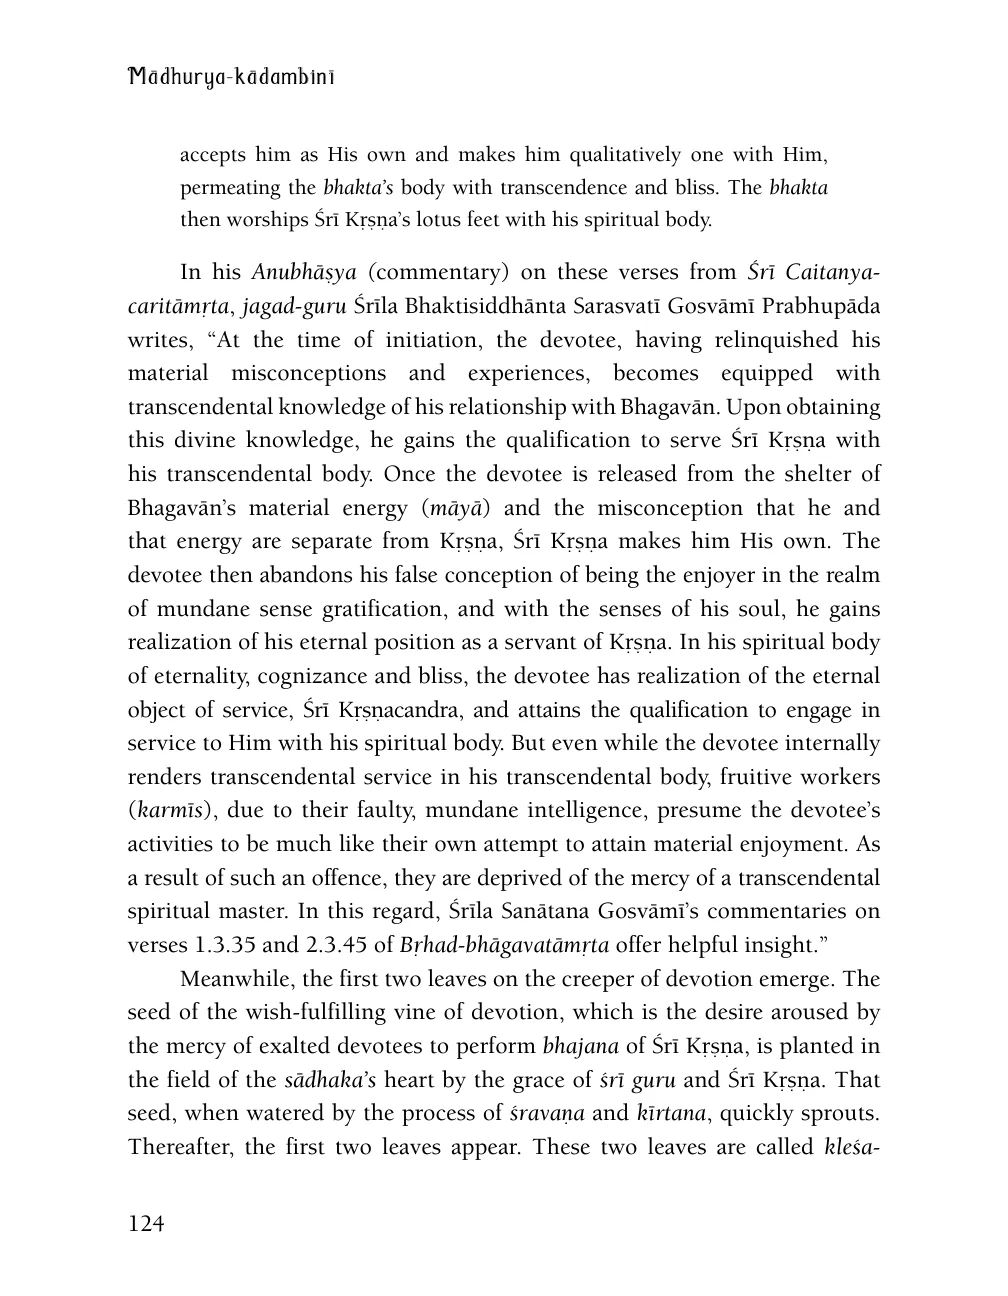 Mādhurya-kādambinī
accepts him as His own and makes him qualitatively one with Him,
permeating the bhakta’s body with transcendence and bliss. The bhakta
then worships Śrī Kṛṣṇa’s lotus feet with his spiritual body.
In his Anubhāṣya (commentary) on these verses from Śrī Caitanya-
caritāmṛta, jagad-guru Śrīla Bhaktisiddhānta Sarasvatī Gosvāmī Prabhupāda
writes, “At the time of initiation, the devotee, having relinquished his
material misconceptions and experiences, becomes equipped with
transcendental knowledge of his relationship with Bhagavān. Upon obtaining
this divine knowledge, he gains the qualification to serve Śrī Kṛṣṇa with
his transcendental body. Once the devotee is released from the shelter of
Bhagavān’s material energy (māyā) and the misconception that he and
that energy are separate from Kṛṣṇa, Śrī Kṛṣṇa makes him His own. The
devotee then abandons his false conception of being the enjoyer in the realm
of mundane sense gratification, and with the senses of his soul, he gains
realization of his eternal position as a servant of Kṛṣṇa. In his spiritual body
of eternality, cognizance and bliss, the devotee has realization of the eternal
object of service, Śrī Kṛṣṇacandra, and attains the qualification to engage in
service to Him with his spiritual body. But even while the devotee internally
renders transcendental service in his transcendental body, fruitive workers
(karmīs), due to their faulty, mundane intelligence, presume the devotee’s
activities to be much like their own attempt to attain material enjoyment. As
a result of such an offence, they are deprived of the mercy of a transcendental
spiritual master. In this regard, Śrīla Sanātana Gosvāmī’s commentaries on
verses 1.3.35 and 2.3.45 of Bṛhad-bhāgavatāmṛta offer helpful insight.”
Meanwhile, the first two leaves on the creeper of devotion emerge. The
seed of the wish-fulfilling vine of devotion, which is the desire aroused by
the mercy of exalted devotees to perform bhajana of Śrī Kṛṣṇa, is planted in
the field of the sādhaka’s heart by the grace of śrī guru and Śrī Kṛṣṇa. That
seed, when watered by the process of śravaṇa and kīrtana, quickly sprouts.
Thereafter, the first two leaves appear. These two leaves are called kleśa-
124